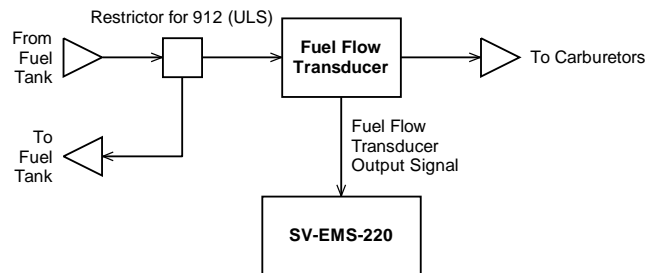 Restrictor for 912 (ULS)
From
Fuel
Tank
Fuel Flow
Transducer
To Carburetors
To
Fuel
Tank
Fuel Flow
Transducer
Output Signal
SV-EMS-220